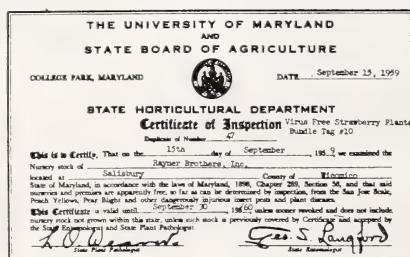 THE UNIVERSITY OF MARYLAND
AND
STATE BOARD OF AGRICULTURE
COLLEGE PARK, MARYLAND DATE September 15, 1959
STATE HORTICULTURAL DEPARTMENT
Certificate of Inspection Virus Free Strawberry Plants
Bundle Tag #10
Duplicate of Number 47
This is to Certify, That on the 15th day of September 1959 we examined the
Nursery stock of Rayner Brothers, Inc.
located at Salisbury County of Wicomico
State of Maryland, in accordance with the laws of Maryland, 1898, Chapter 289, Section 58, and that said
nurseries and premises are apparently free, so far as can be determined by inspection, from the San Jose Scale,
Peach Yellows, Pear Blight and other dangerously injurious insect pests and plant diseases.
This Certificate is valid until September 30 1960 unless sooner revoked and does not include
nursery stock not grown within this state, unless such stock is previously covered by Certificate and accepted by
the State Entomologist and State Plant Pathologist.
L. O. Weaver Geo. S. Langford
State Plant Pathologist State Entomologist